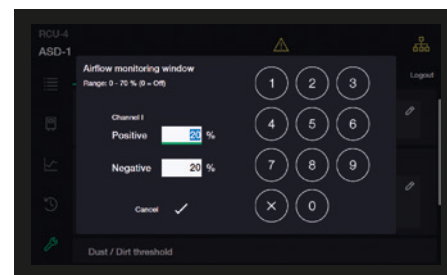 RCU-4
ASD-1
Logout
Airflow monitoring window
Range: 0 - 70 % (0 = Off)
Channel I
Positive 20 %
Negative 20 %
Cancel
1 2 3
4 5 6
7 8 9
0
Dust / Dirt threshold